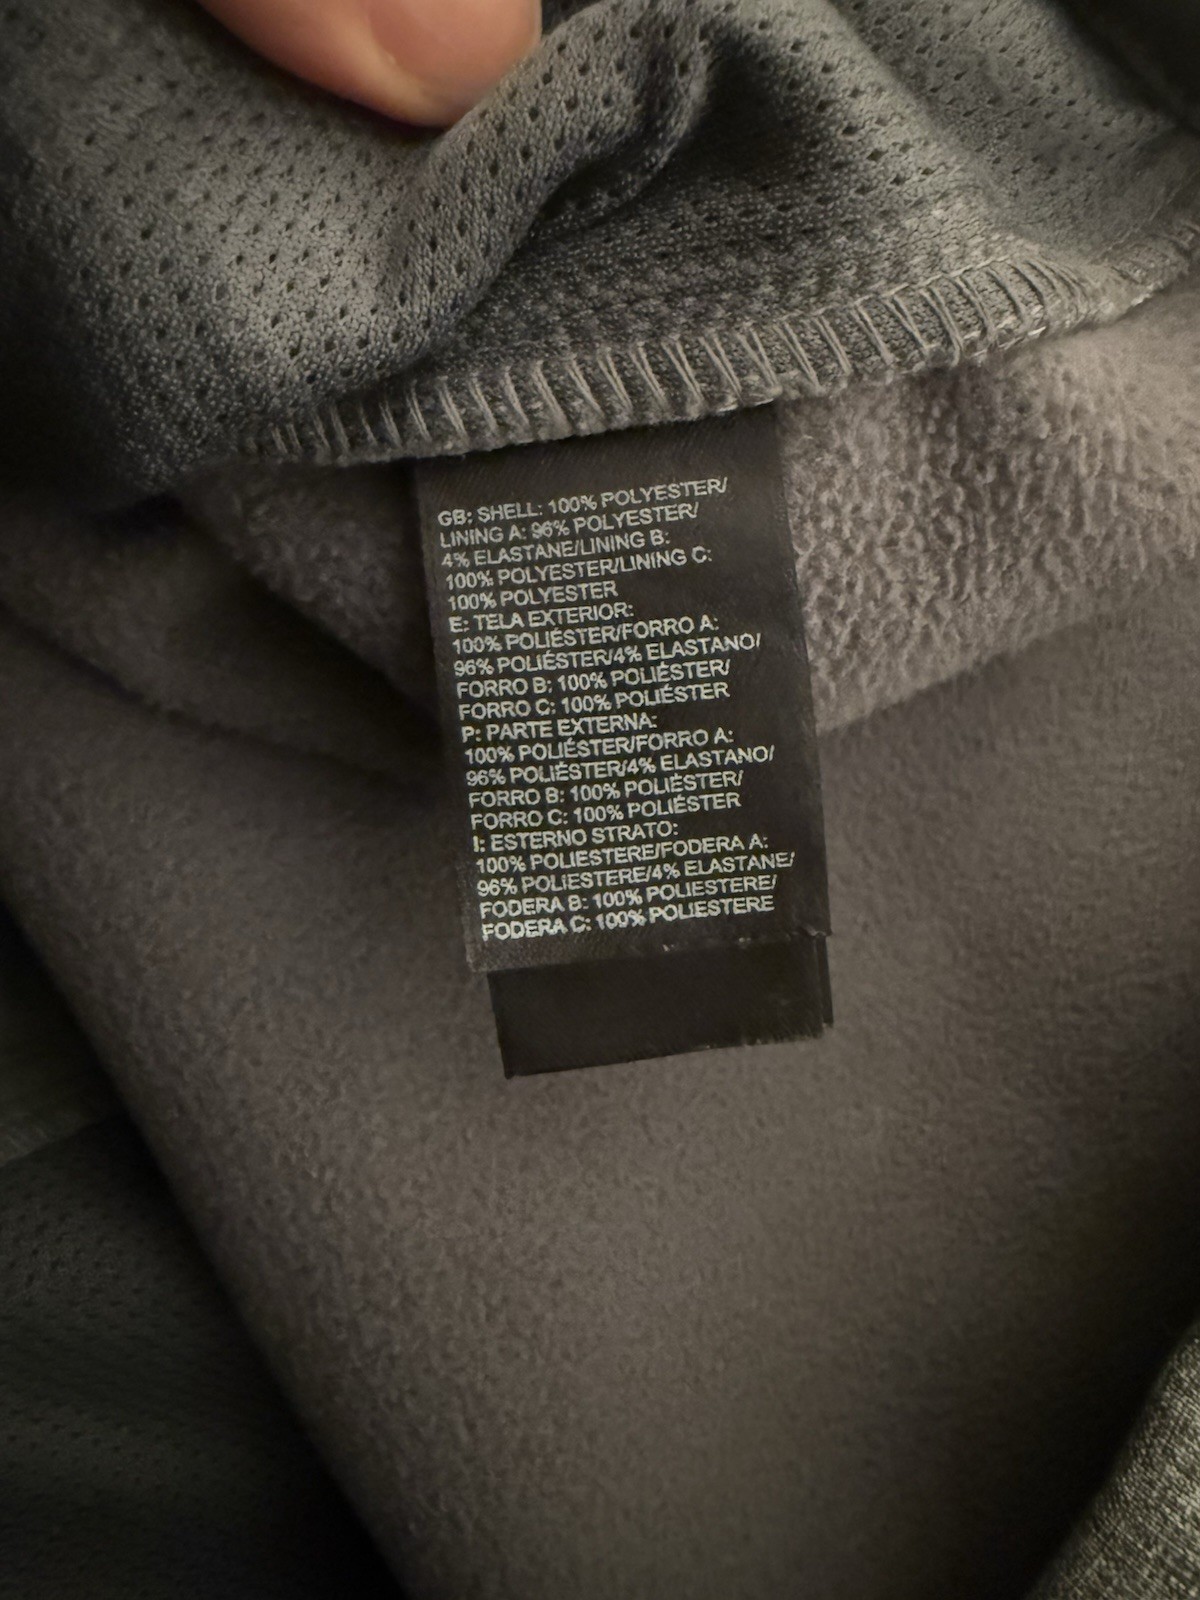 GB: SHELL: 100% POLYESTER/
LINING A: 96% POLYESTER/
4% ELASTANE/LINING B:
100% POLYESTER/LINING C:
100% POLYESTER
E: TELA EXTERIOR:
100% POLIÉSTER/FORRO A:
96% POLIÉSTER/4% ELASTANO/
FORRO B: 100% POLIÉSTER/
FORRO C: 100% POLIÉSTER
P: PARTE EXTERNA:
100% POLIÉSTER/FORRO A:
96% POLIÉSTER/4% ELASTANO/
FORRO B: 100% POLIÉSTER/
FORRO C: 100% POLIÉSTER
I: ESTERNO STRATO:
100% POLIESTERE/FODERA A:
96% POLIESTERE/4% ELASTANE/
FODERA B: 100% POLIESTERE/
FODERA C: 100% POLIESTERE